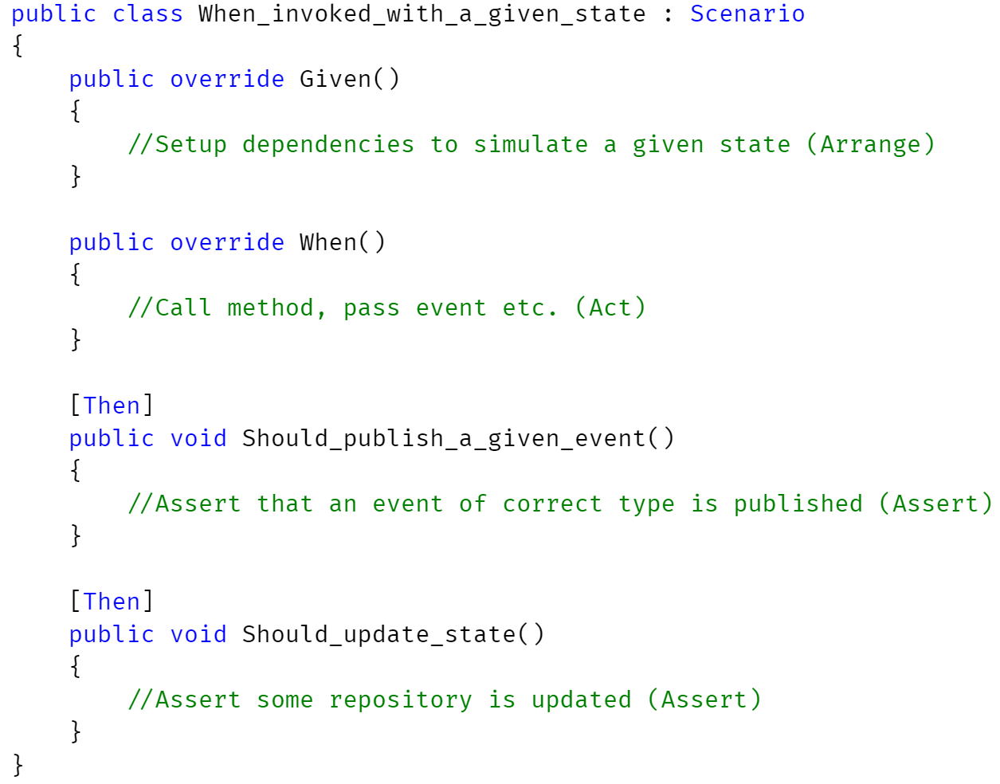 public class When_invoked_with_a_given_state : Scenario
{
    public override Given()
    {
        //Setup dependencies to simulate a given state (Arrange)
    }

    public override When()
    {
        //Call method, pass event etc. (Act)
    }

    [Then]
    public void Should_publish_a_given_event()
    {
        //Assert that an event of correct type is published (Assert)
    }

    [Then]
    public void Should_update_state()
    {
        //Assert some repository is updated (Assert)
    }
}